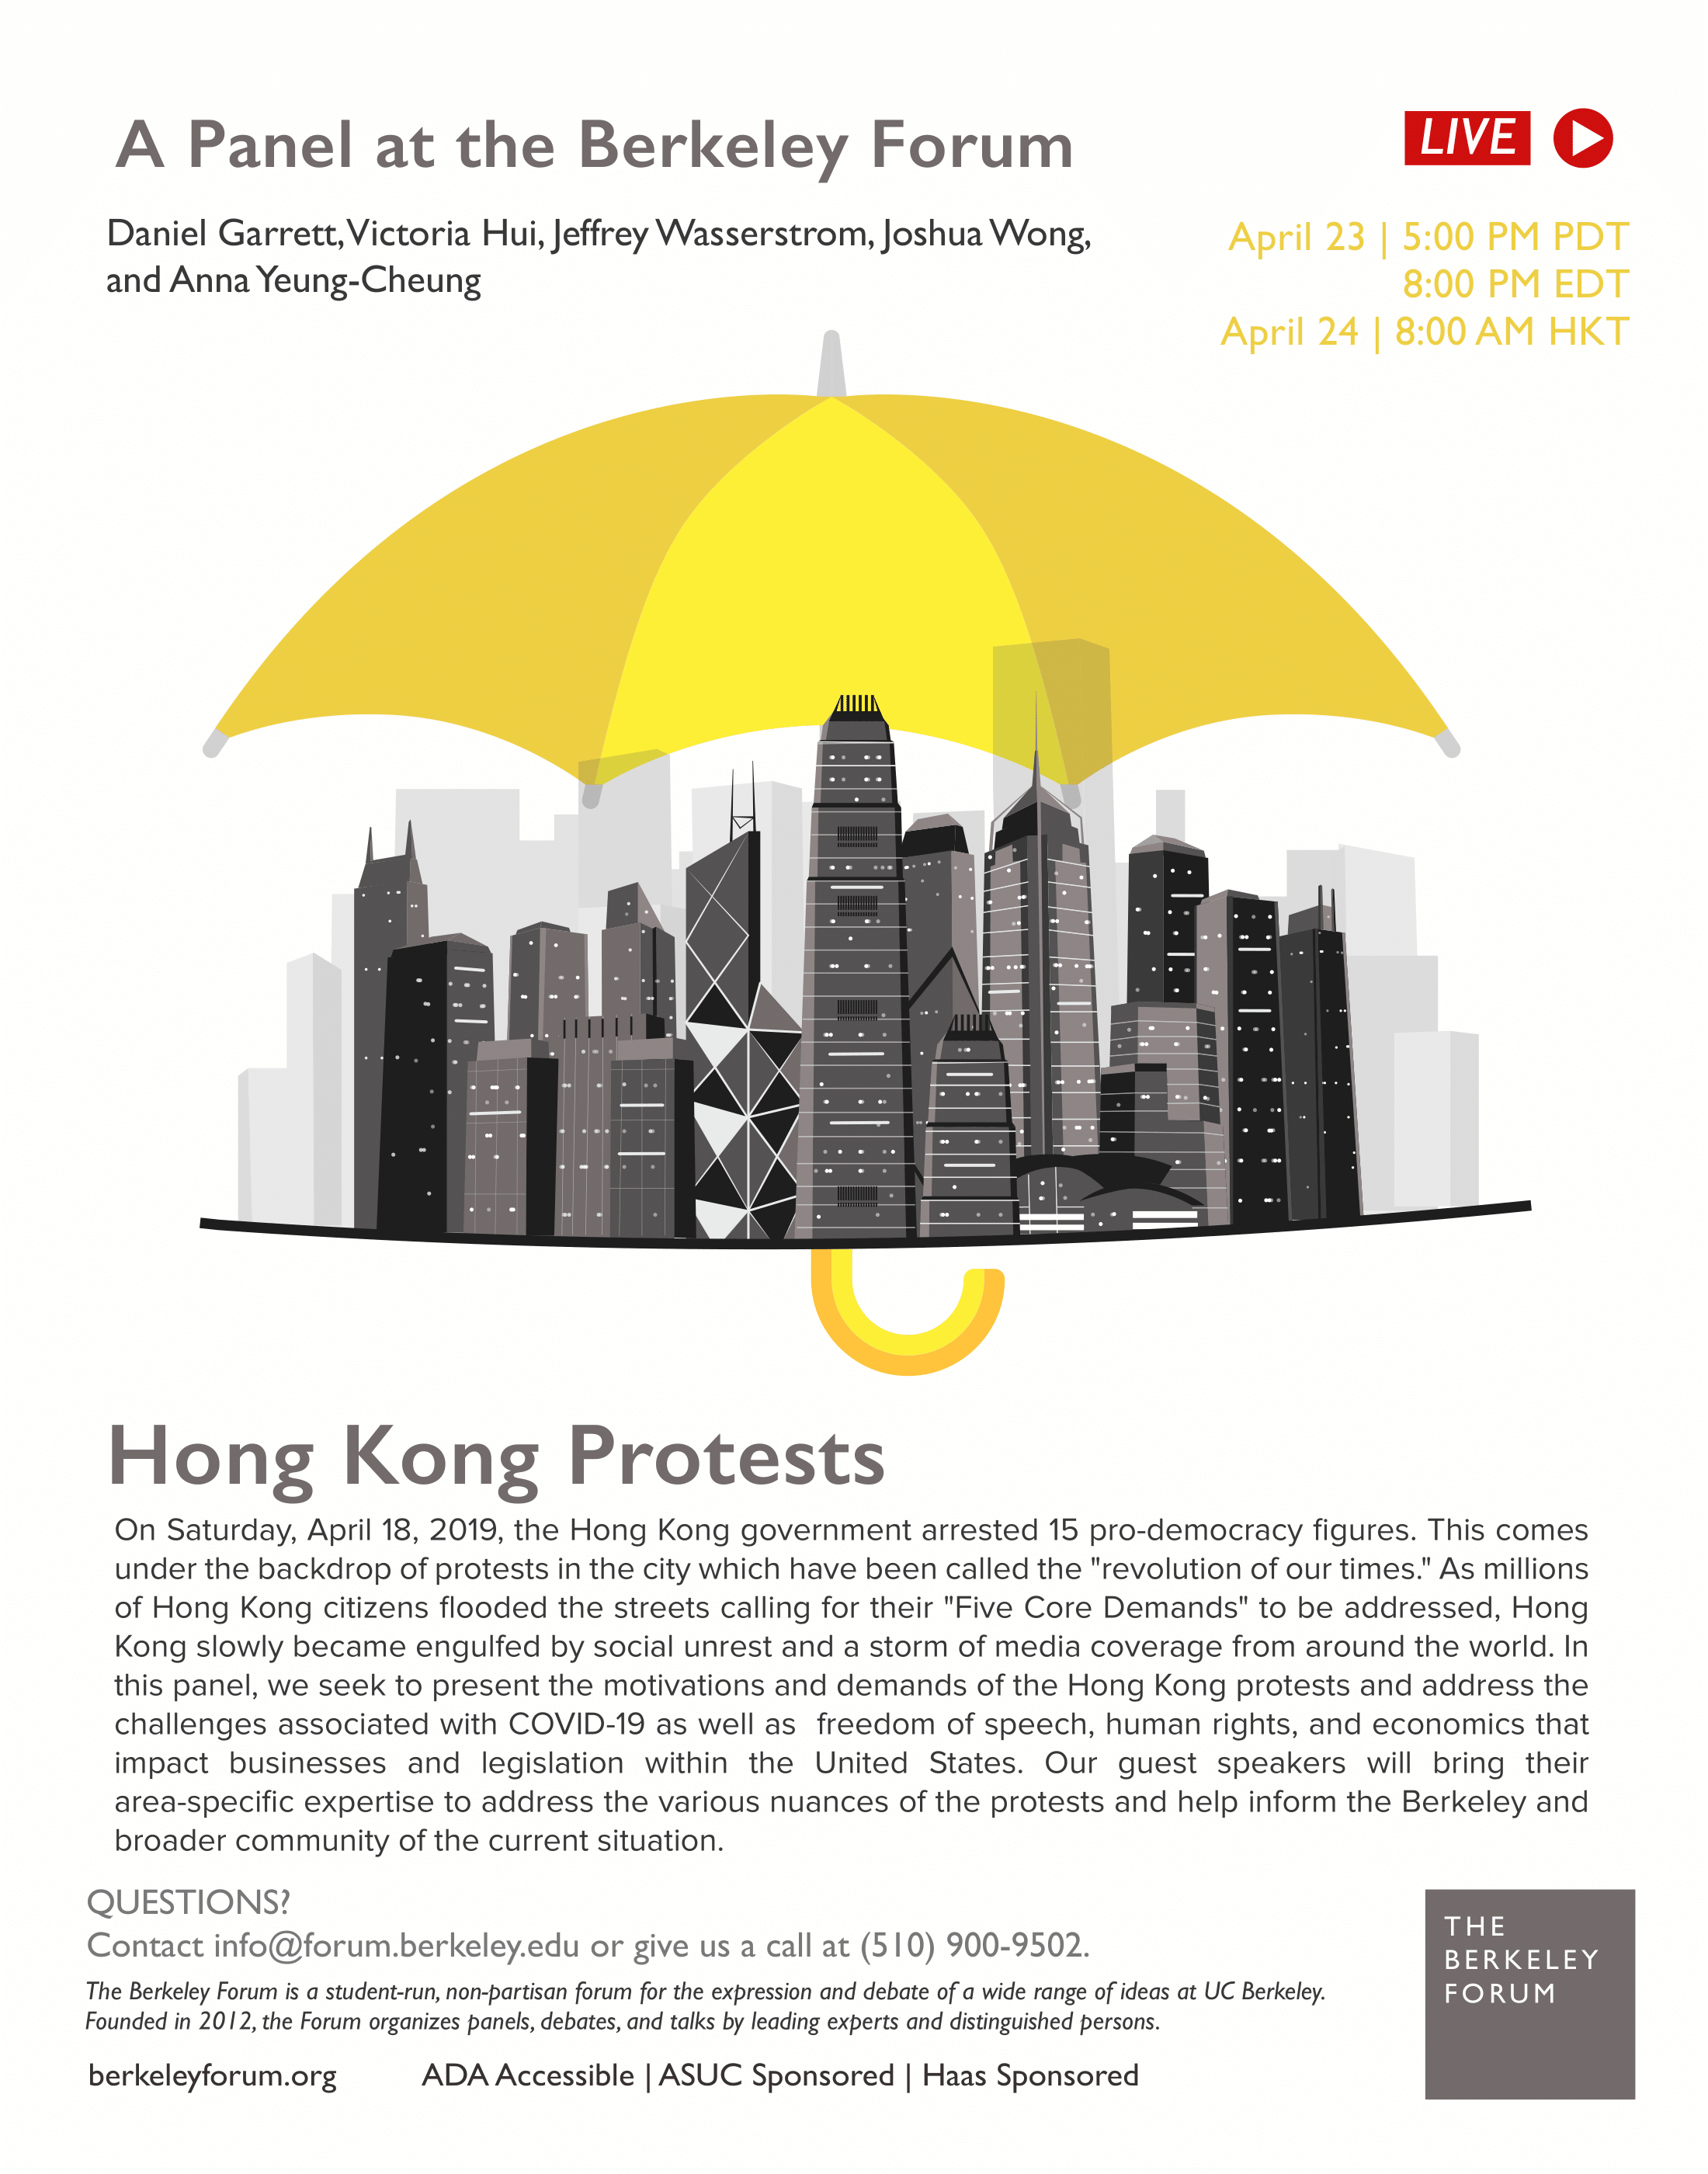 A Panel at the Berkeley Forum
Daniel Garrett, Victoria Hui, Jeffrey Wasserstrom, Joshua Wong,
and Anna Yeung-Cheung
LIVE
April 23 | 5:00 PM PDT
8:00 PM EDT
April 24 | 8:00 AM HKT
Hong Kong Protests
On Saturday, April 18, 2019, the Hong Kong government arrested 15 pro-democracy figures. This comes
under the backdrop of protests in the city which have been called the "revolution of our times." As millions
of Hong Kong citizens flooded the streets calling for their "Five Core Demands" to be addressed, Hong
Kong slowly became engulfed by social unrest and a storm of media coverage from around the world. In
this panel, we seek to present the motivations and demands of the Hong Kong protests and address the
challenges associated with COVID-19 as well as freedom of speech, human rights, and economics that
impact businesses and legislation within the United States. Our guest speakers will bring their
area-specific expertise to address the various nuances of the protests and help inform the Berkeley and
broader community of the current situation.
QUESTIONS?
Contact info@forum.berkeley.edu or give us a call at (510) 900-9502.
The Berkeley Forum is a student-run, non-partisan forum for the expression and debate of a wide range of ideas at UC Berkeley.
Founded in 2012, the Forum organizes panels, debates, and talks by leading experts and distinguished persons.
berkeleyforum.org
ADA Accessible | ASUC Sponsored | Haas Sponsored
THE
BERKELEY
FORUM